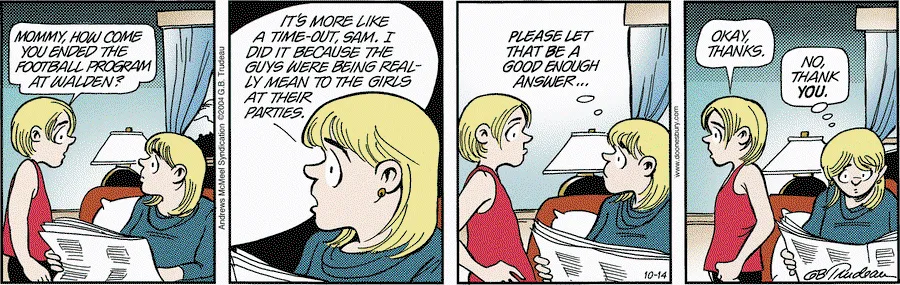 MOMMY, HOW COME
YOU ENDED THE
FOOTBALL PROGRAM
AT WALDEN?
Andrews McMeel Syndication ©2004 G.B. Trudeau
IT'S MORE LIKE
A TIME-OUT, SAM. I
DID IT BECAUSE THE
GUYS WERE BEING REAL-
LY MEAN TO THE GIRLS
AT THEIR
PARTIES.
PLEASE LET
THAT BE A
GOOD ENOUGH
ANSWER...
10-14
www.doonesbury.com
OKAY,
THANKS.
NO,
THANK
YOU.
GBTrudeau